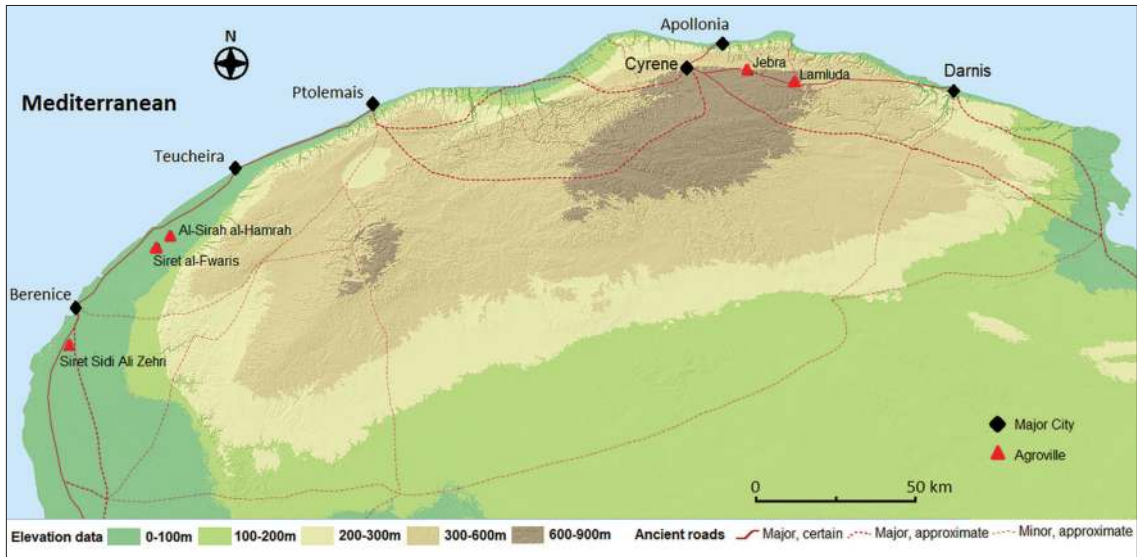 Apollonia
N
Cyrene
Jebra
Lamluda
Darnis
Mediterranean
Ptolemais
Teucheira
Al-Sirah al-Hamrah
Siret al-Fwaris
Berenice
Siret Sidi Ali Zehri
Major City
Agroville
0 50 km
Elevation data 0-100m 100-200m 200-300m 300-600m 600-900m Ancient roads Major, certain Major, approximate Minor, approximate